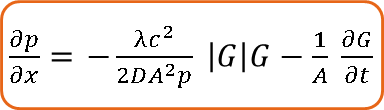 ∂p/∂x = − λc²/2DA²p |G|G − 1/A ∂G/∂t